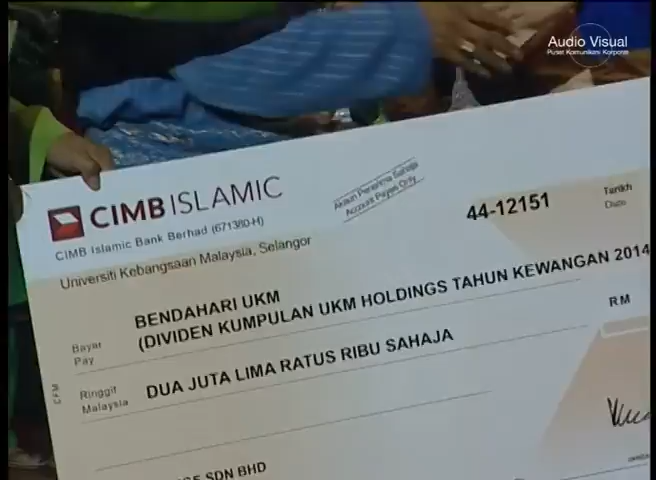 Audio Visual
Pusat Komunikasi Korporat
CIMB ISLAMIC
CIMB Islamic Bank Berhad (671380-H)
Universiti Kebangsaan Malaysia, Selangor
Akaun Penerima Sahaja
Account Payee Only
44-12151
Tarikh
Date
Bayar
Pay
BENDAHARI UKM
(DIVIDEN KUMPULAN UKM HOLDINGS TAHUN KEWANGAN 2014
RM
Ringgit
Malaysia
DUA JUTA LIMA RATUS RIBU SAHAJA
CFM
SDN BHD